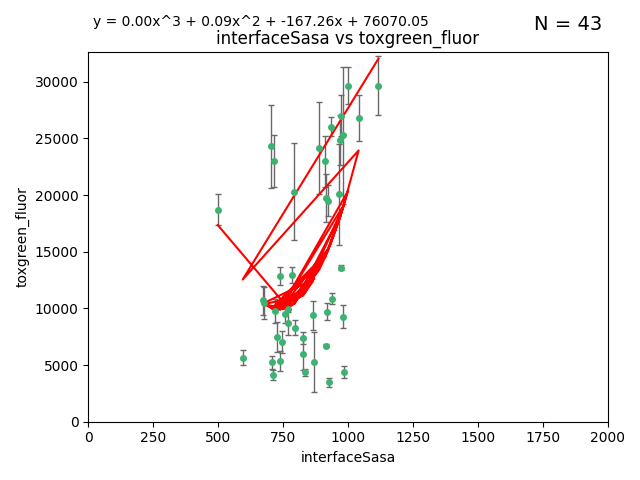 y = 0.00x^3 + 0.09x^2 + -167.26x + 76070.05
N = 43
interfaceSasa vs toxgreen_fluor
30000
25000
20000
15000
10000
5000
0
toxgreen_fluor
0 250 500 750 1000 1250 1500 1750 2000
interfaceSasa